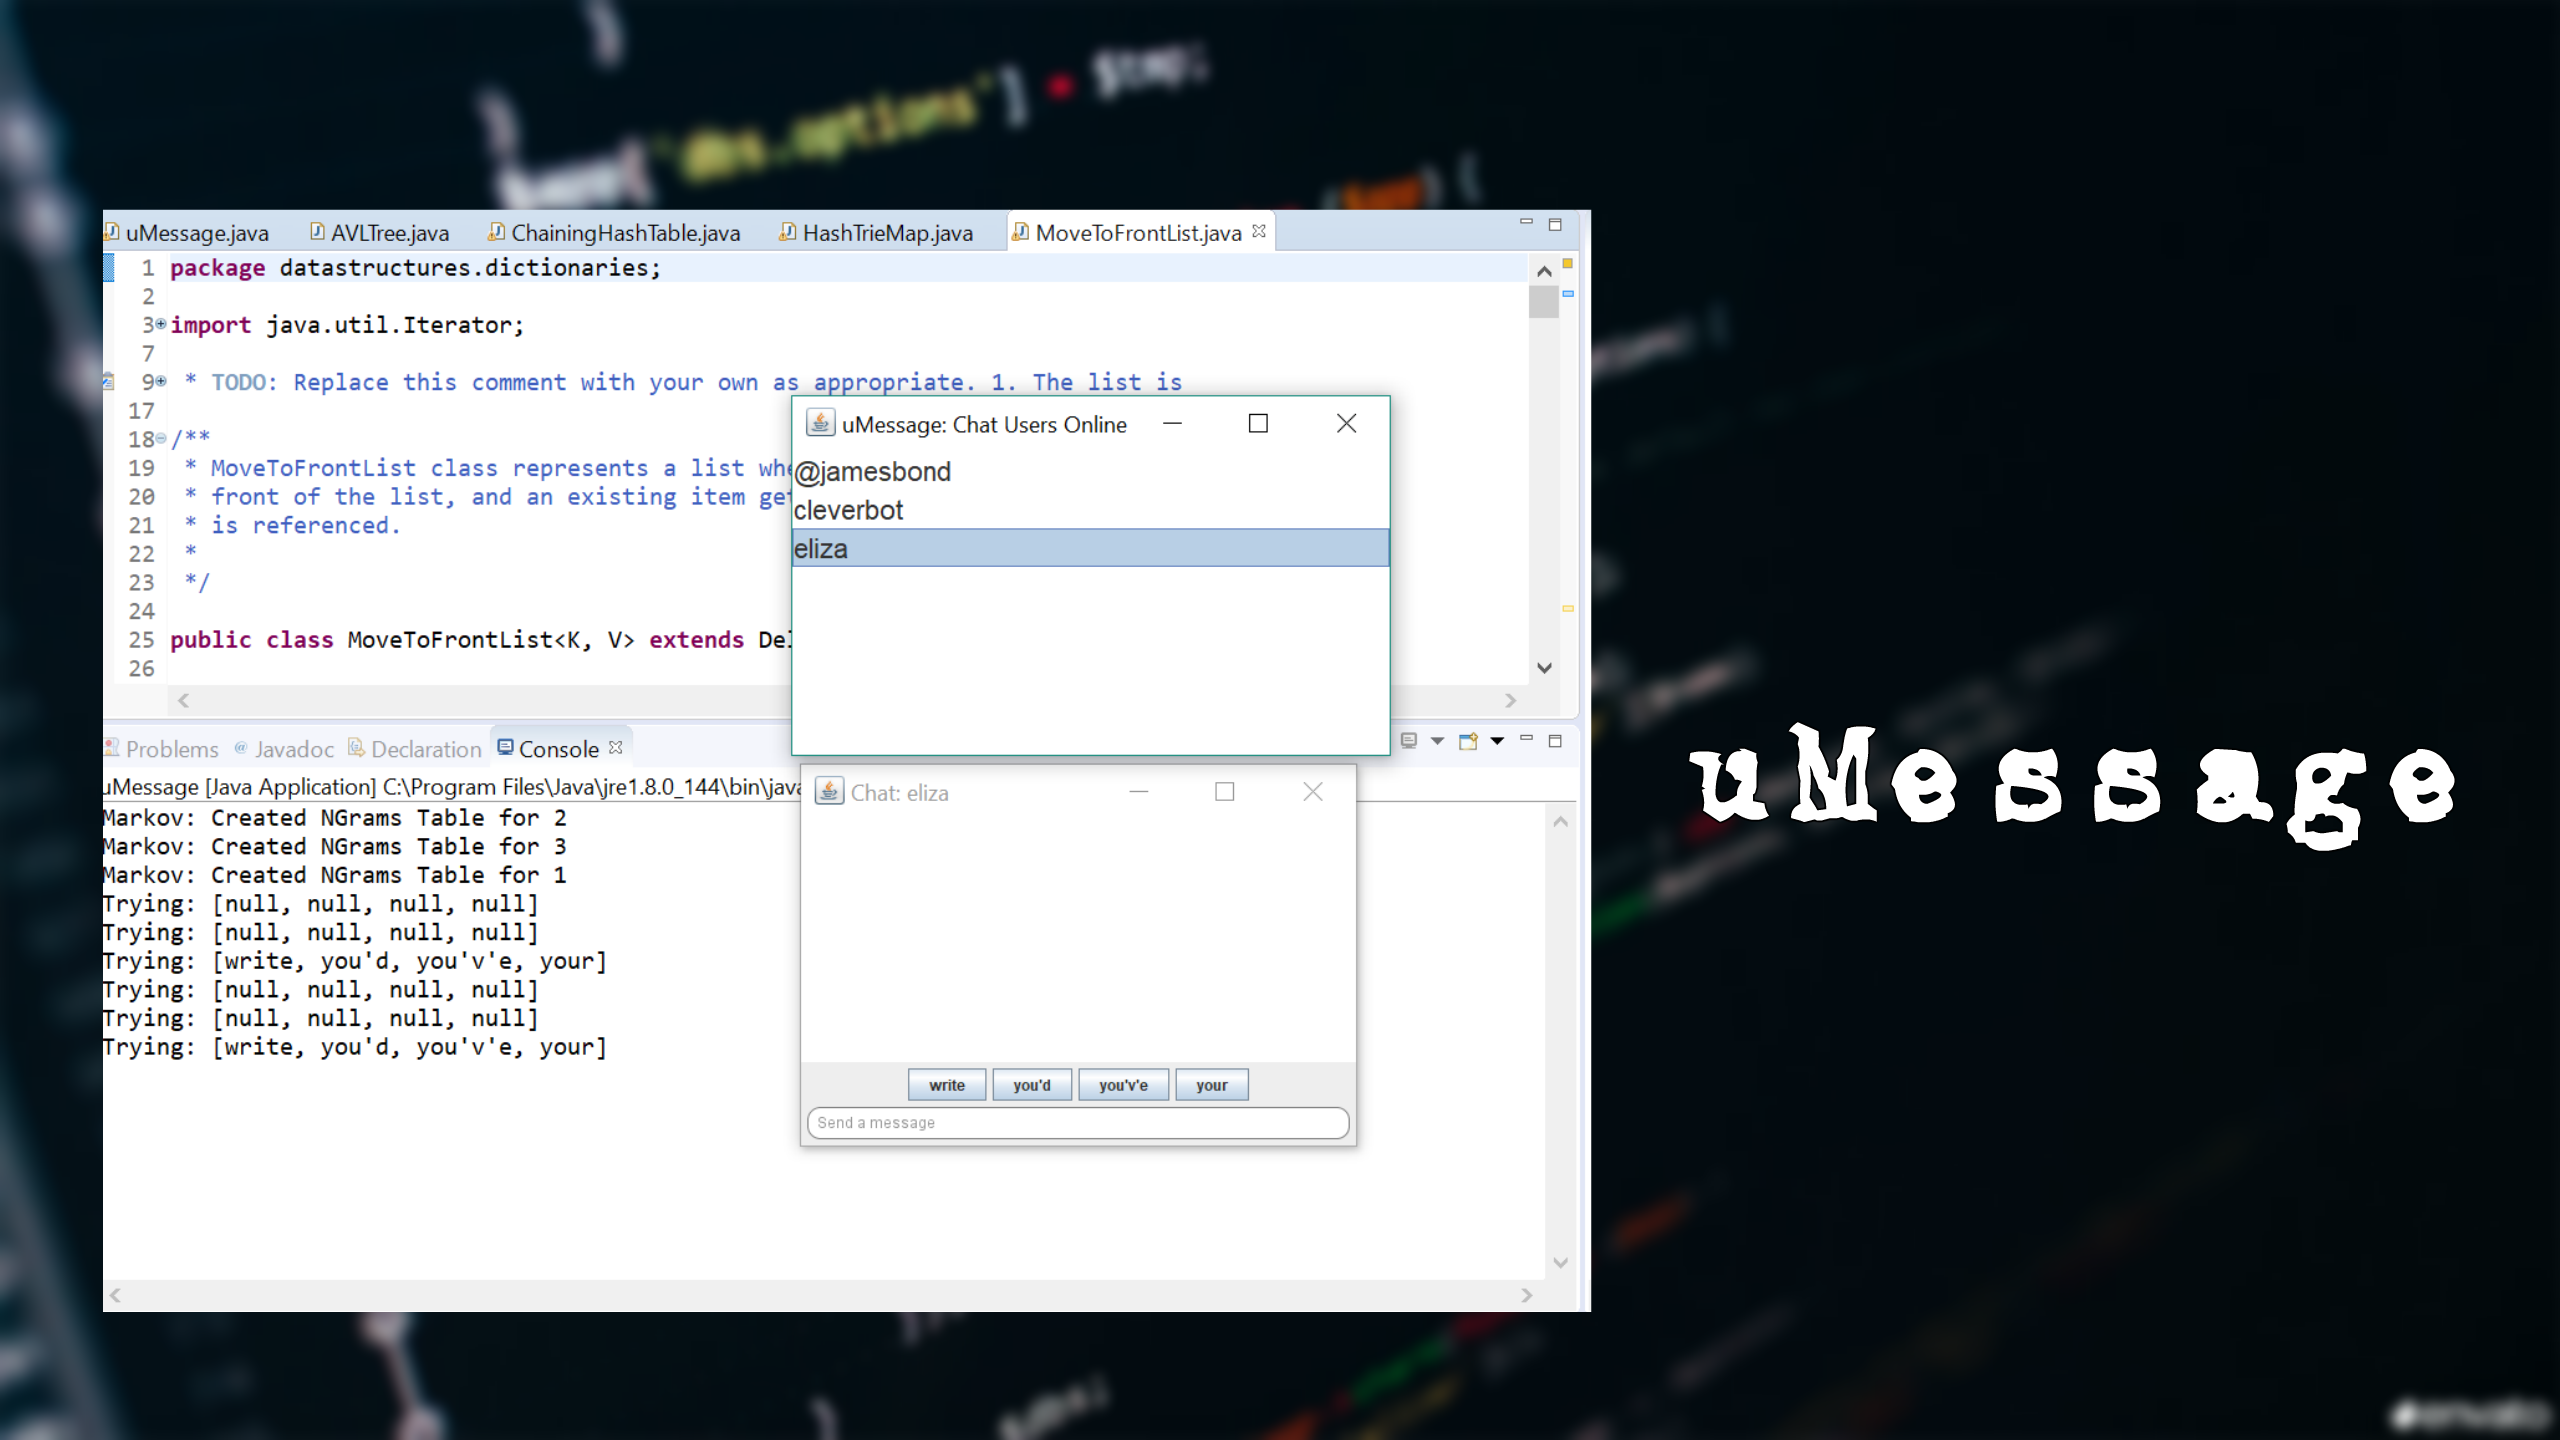 'dbs.options'] = $tmp;
uMessage.java AVLTree.java ChainingHashTable.java HashTrieMap.java MoveToFrontList.java
1 package datastructures.dictionaries;
2
3 import java.util.Iterator;
7
9 * TODO: Replace this comment with your own as appropriate. 1. The list is
17
18 /**
19 * MoveToFrontList class represents a list whe
20 * front of the list, and an existing item get
21 * is referenced.
22 *
23 */
24
25 public class MoveToFrontList<K, V> extends Del
26
uMessage: Chat Users Online
@jamesbond
cleverbot
eliza
Problems @ Javadoc Declaration Console
uMessage [Java Application] C:\Program Files\Java\jre1.8.0_144\bin\java
Markov: Created NGrams Table for 2
Markov: Created NGrams Table for 3
Markov: Created NGrams Table for 1
Trying: [null, null, null, null]
Trying: [null, null, null, null]
Trying: [write, you'd, you'v'e, your]
Trying: [null, null, null, null]
Trying: [null, null, null, null]
Trying: [write, you'd, you'v'e, your]
Chat: eliza
write you'd you'v'e your
Send a message
uMessage
envato